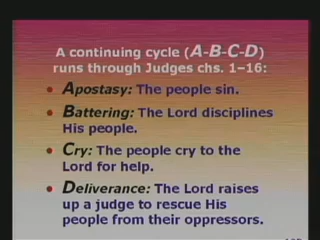 A continuing cycle (A-B-C-D)
runs through Judges chs. 1–16:
• Apostasy: The people sin.
• Battering: The Lord disciplines
His people.
• Cry: The people cry to the
Lord for help.
• Deliverance: The Lord raises
up a judge to rescue His
people from their oppressors.